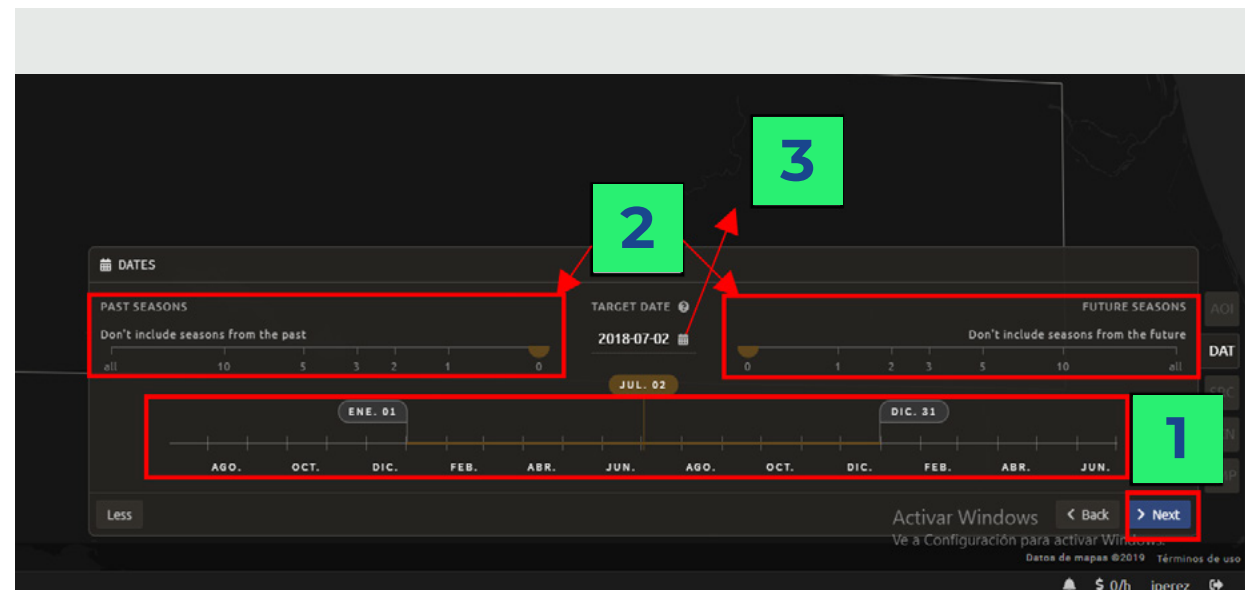 3
2
DATES
PAST SEASONS
TARGET DATE
FUTURE SEASONS
AOI
Don't include seasons from the past
2018-07-02
Don't include seasons from the future
DAT
all 10 5 3 2 1 0
0 1 2 3 5 10 all
JUL. 02
ENE. 01
DIC. 31
1
AGO. OCT. DIC. FEB. ABR. JUN. AGO. OCT. DIC. FEB. ABR. JUN.
Less
Activar Windows
Back
Next
Ve a Configuración para activar Windows.
Datos de mapas ©2019 Términos de uso
$ 0/h